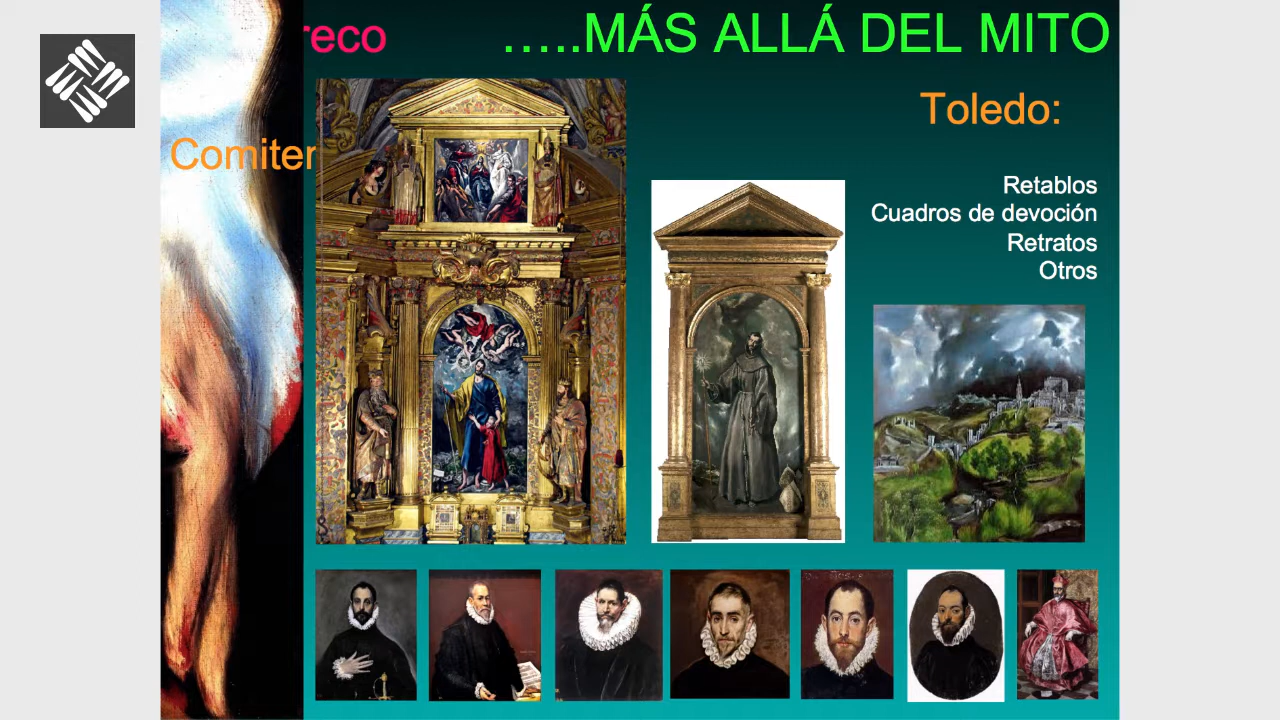 reco
…..MÁS ALLÁ DEL MITO
Toledo:
Comiter
Retablos
Cuadros de devoción
Retratos
Otros